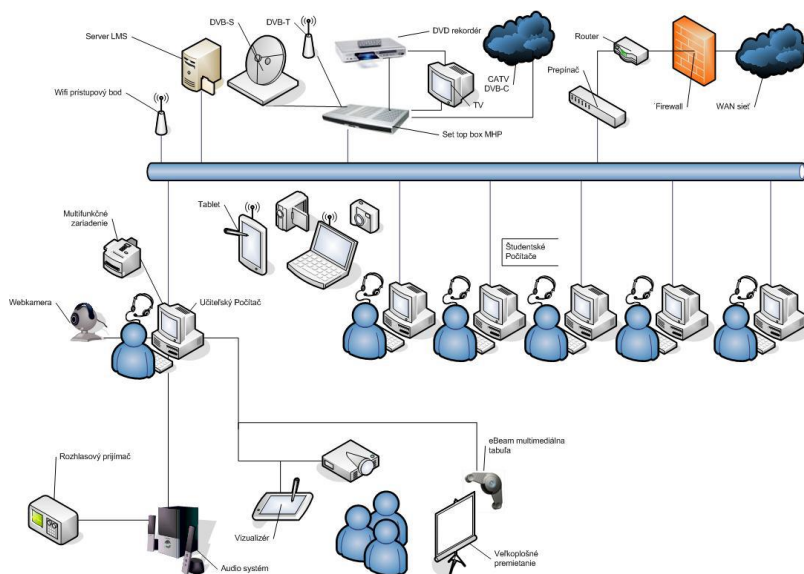 DVB-S
DVB-T
DVD rekordér
Server LMS
Router
CATV
DVB-C
Prepínač
Wifi prístupový bod
TV
Firewall
WAN sieť
Set top box MHP
Multifunkčné
zariadenie
Tablet
Študentské
Počítače
Webkamera
Učiteľský Počítač
eBeam multimediálna
tabuľa
Rozhlasový prijímač
Vizualizér
Veľkoplošné
premietanie
Audio systém